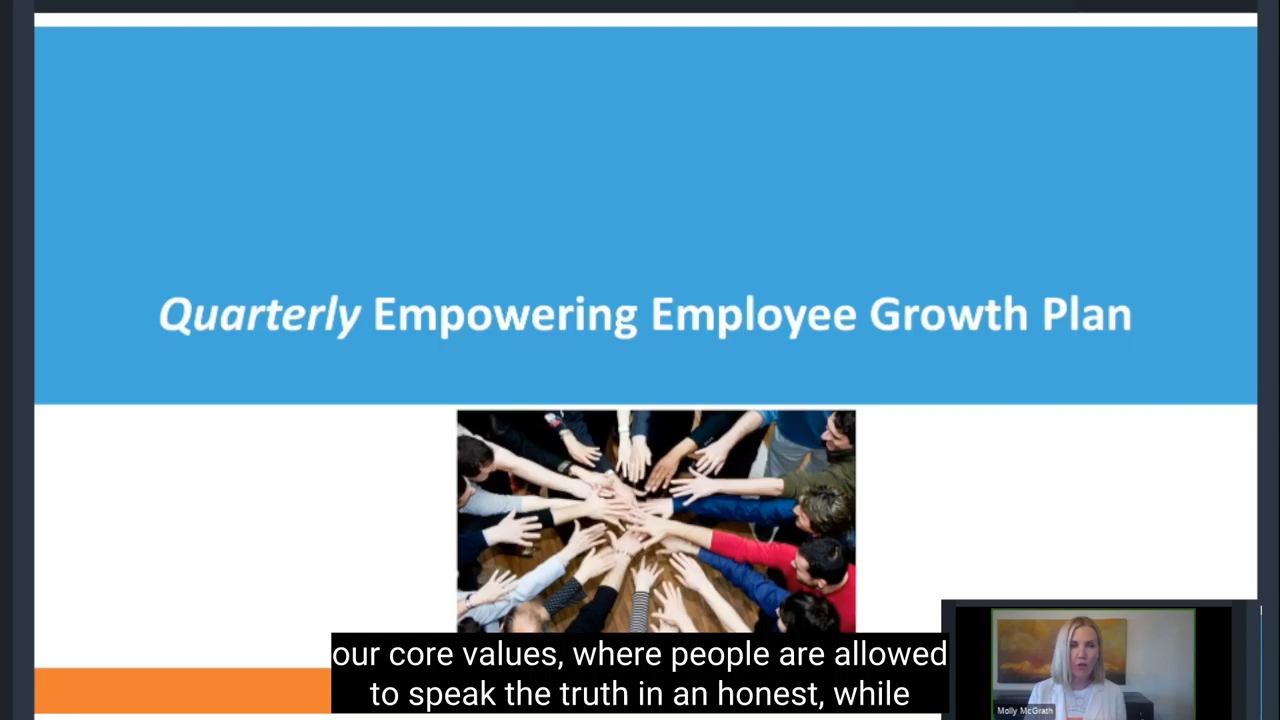 Quarterly Empowering Employee Growth Plan
our core values, where people are allowed
to speak the truth in an honest, while
Molly McGrath